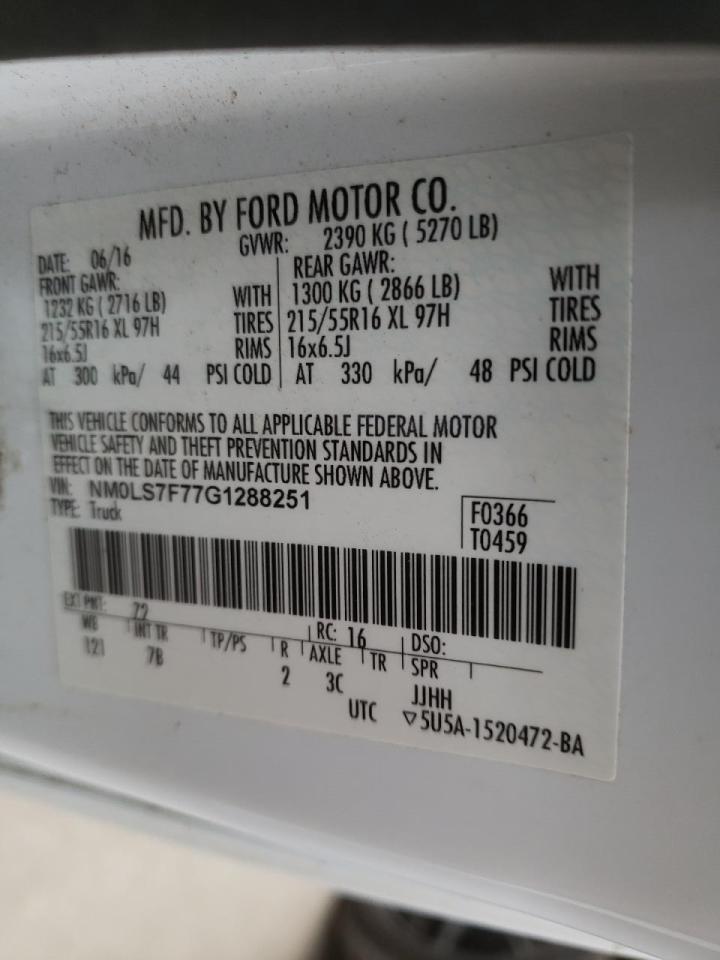 MFD. BY FORD MOTOR CO.
DATE: 06/16 GVWR: 2390 KG ( 5270 LB)
FRONT GAWR: REAR GAWR:
1232 KG ( 2716 LB) WITH 1300 KG ( 2866 LB) WITH
215/55R16 XL 97H TIRES 215/55R16 XL 97H TIRES
16x6.5J RIMS 16x6.5J RIMS
AT 300 kPa/ 44 PSI COLD AT 330 kPa/ 48 PSI COLD
THIS VEHICLE CONFORMS TO ALL APPLICABLE FEDERAL MOTOR
VEHICLE SAFETY AND THEFT PREVENTION STANDARDS IN
EFFECT ON THE DATE OF MANUFACTURE SHOWN ABOVE.
VIN: NM0LS7F77G1288251
TYPE: Truck
F0366
T0459
EXT PNT: 72 RC: 16 DSO:
WB INT TR TP/PS R AXLE TR SPR
121 7B 2 3C JJHH
UTC ▽5U5A-1520472-BA